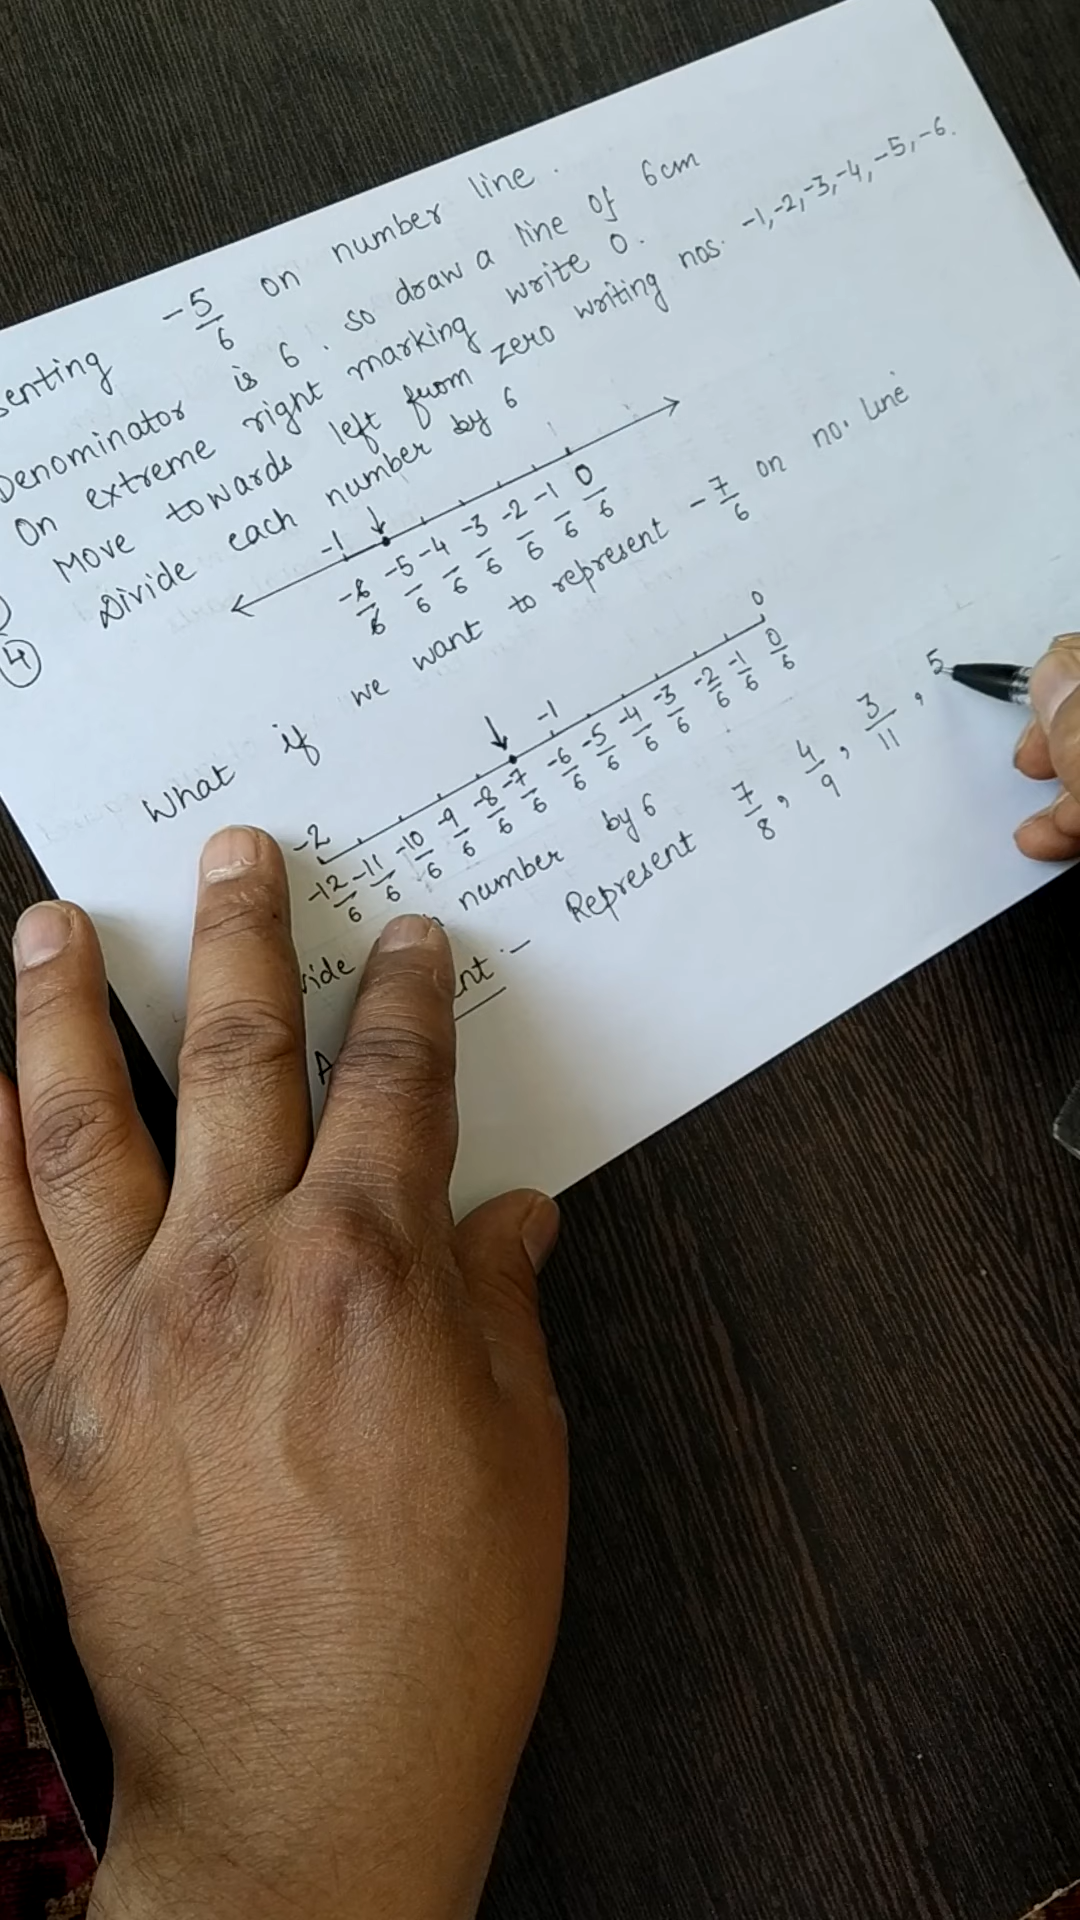 senting -5/6 on number line.
Denominator is 6. so draw a line of 6cm
On extreme right marking write 0.
Move towards left from zero writing nos. -1,-2,-3,-4,-5,-6.
4 Divide each number by 6
-1
-6/6 -5/6 -4/6 -3/6 -2/6 -1/6 0/6
What if we want to represent -7/6 on no. line
-2 -1 0
-12/6 -11/6 -10/6 -9/6 -8/6 -7/6 -6/6 -5/6 -4/6 -3/6 -2/6 -1/6 0/6
vide number by 6
A nt :- Represent 7/8, 4/9, 3/11, 5